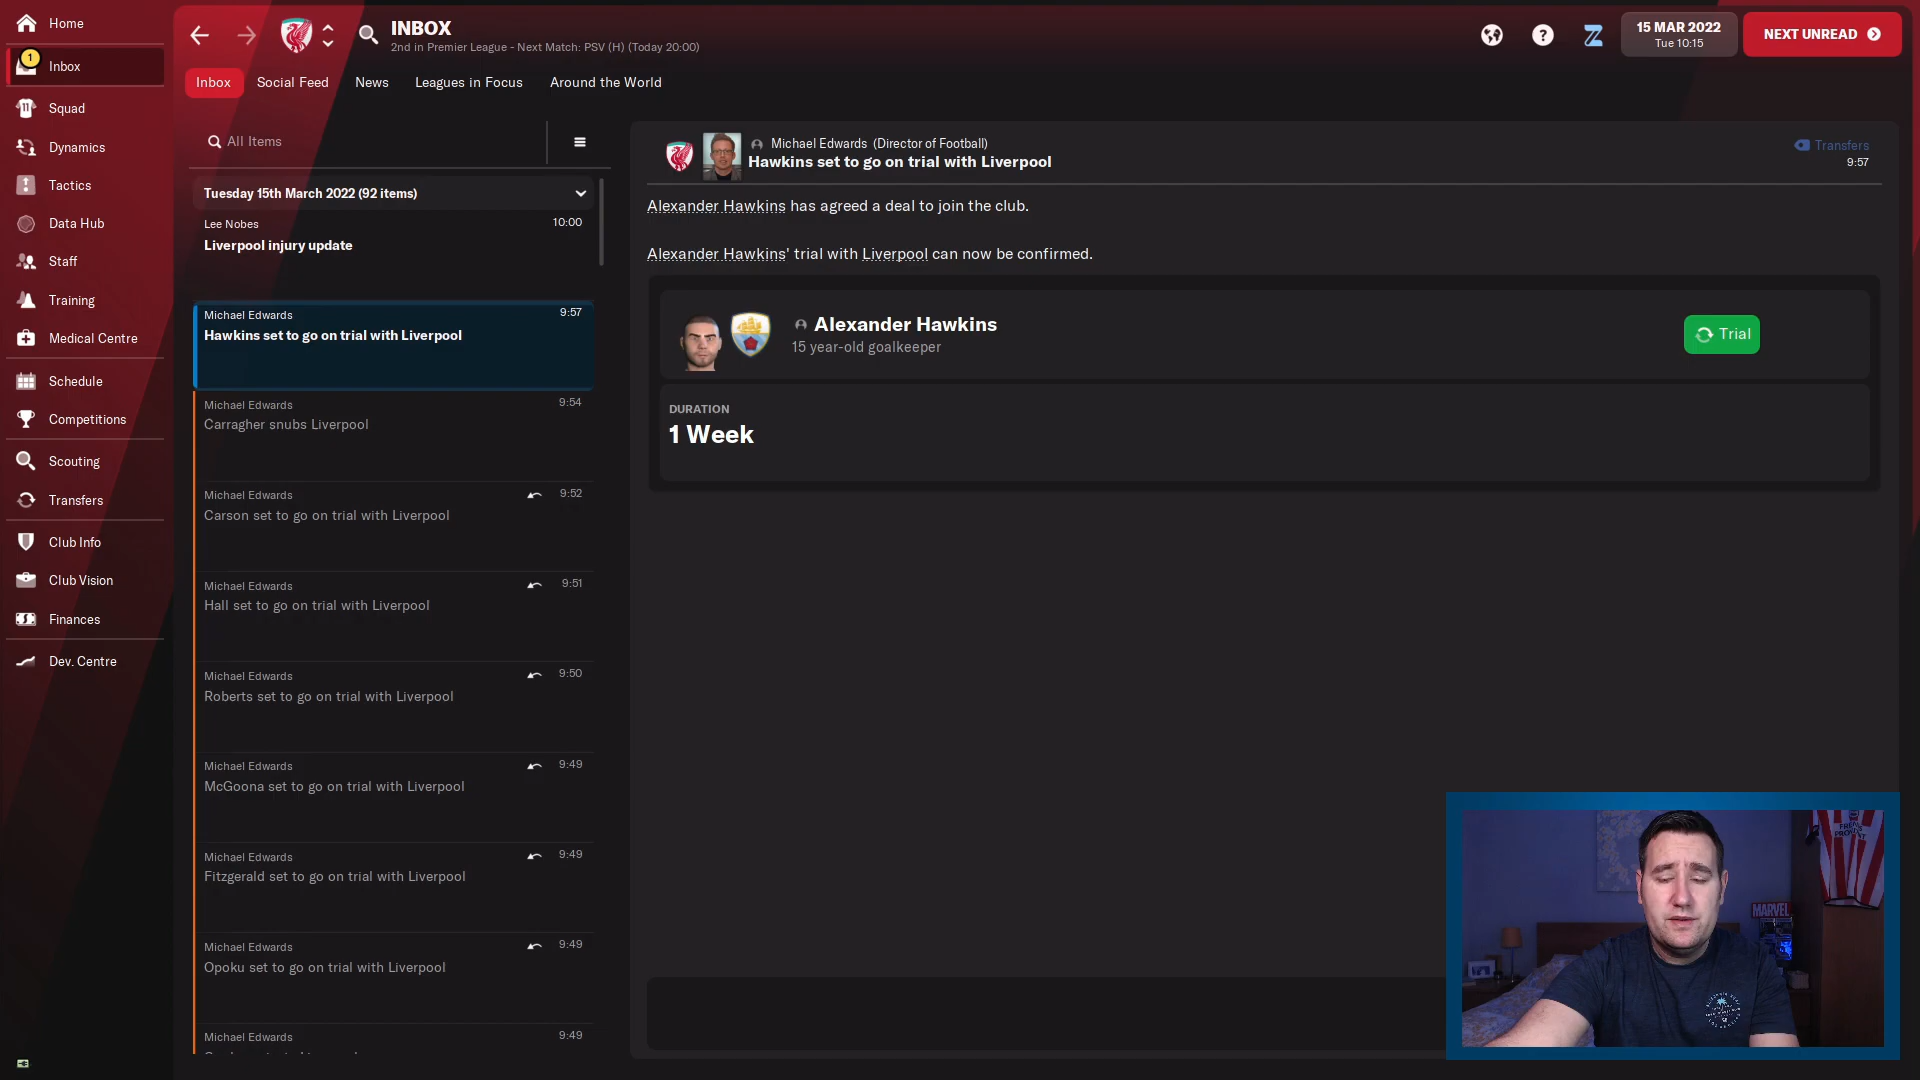 Home
1
Inbox
Squad
Dynamics
Tactics
Data Hub
Staff
Training
Medical Centre
Schedule
Competitions
Scouting
Transfers
Club Info
Club Vision
Finances
Dev. Centre
INBOX
2nd in Premier League - Next Match: PSV (H) (Today 20:00)
15 MAR 2022
Tue 10:15
NEXT UNREAD
Inbox
Social Feed
News
Leagues in Focus
Around the World
All Items
Tuesday 15th March 2022 (92 items)
Lee Nobes
10:00
Liverpool injury update
Michael Edwards
9:57
Hawkins set to go on trial with Liverpool
Michael Edwards
9:54
Carragher snubs Liverpool
Michael Edwards
9:52
Carson set to go on trial with Liverpool
Michael Edwards
9:51
Hall set to go on trial with Liverpool
Michael Edwards
9:50
Roberts set to go on trial with Liverpool
Michael Edwards
9:49
McGoona set to go on trial with Liverpool
Michael Edwards
9:49
Fitzgerald set to go on trial with Liverpool
Michael Edwards
9:49
Opoku set to go on trial with Liverpool
Michael Edwards
9:49
Michael Edwards (Director of Football)
Hawkins set to go on trial with Liverpool
Transfers
9:57
Alexander Hawkins has agreed a deal to join the club.
Alexander Hawkins' trial with Liverpool can now be confirmed.
Alexander Hawkins
15 year-old goalkeeper
Trial
DURATION
1 Week
MARVEL